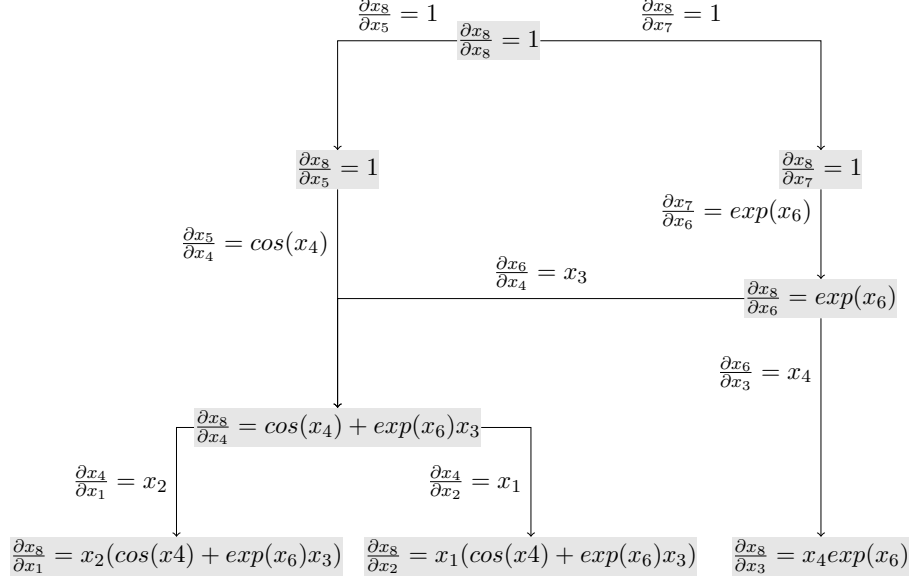 ∂x₈/∂x₅ = 1
∂x₈/∂x₇ = 1
∂x₈/∂x₈ = 1
∂x₈/∂x₅ = 1
∂x₈/∂x₇ = 1
∂x₇/∂x₆ = exp(x₆)
∂x₅/∂x₄ = cos(x₄)
∂x₆/∂x₄ = x₃
∂x₈/∂x₆ = exp(x₆)
∂x₆/∂x₃ = x₄
∂x₈/∂x₄ = cos(x₄) + exp(x₆)x₃
∂x₄/∂x₁ = x₂
∂x₄/∂x₂ = x₁
∂x₈/∂x₁ = x₂(cos(x4) + exp(x₆)x₃)
∂x₈/∂x₂ = x₁(cos(x4) + exp(x₆)x₃)
∂x₈/∂x₃ = x₄exp(x₆)